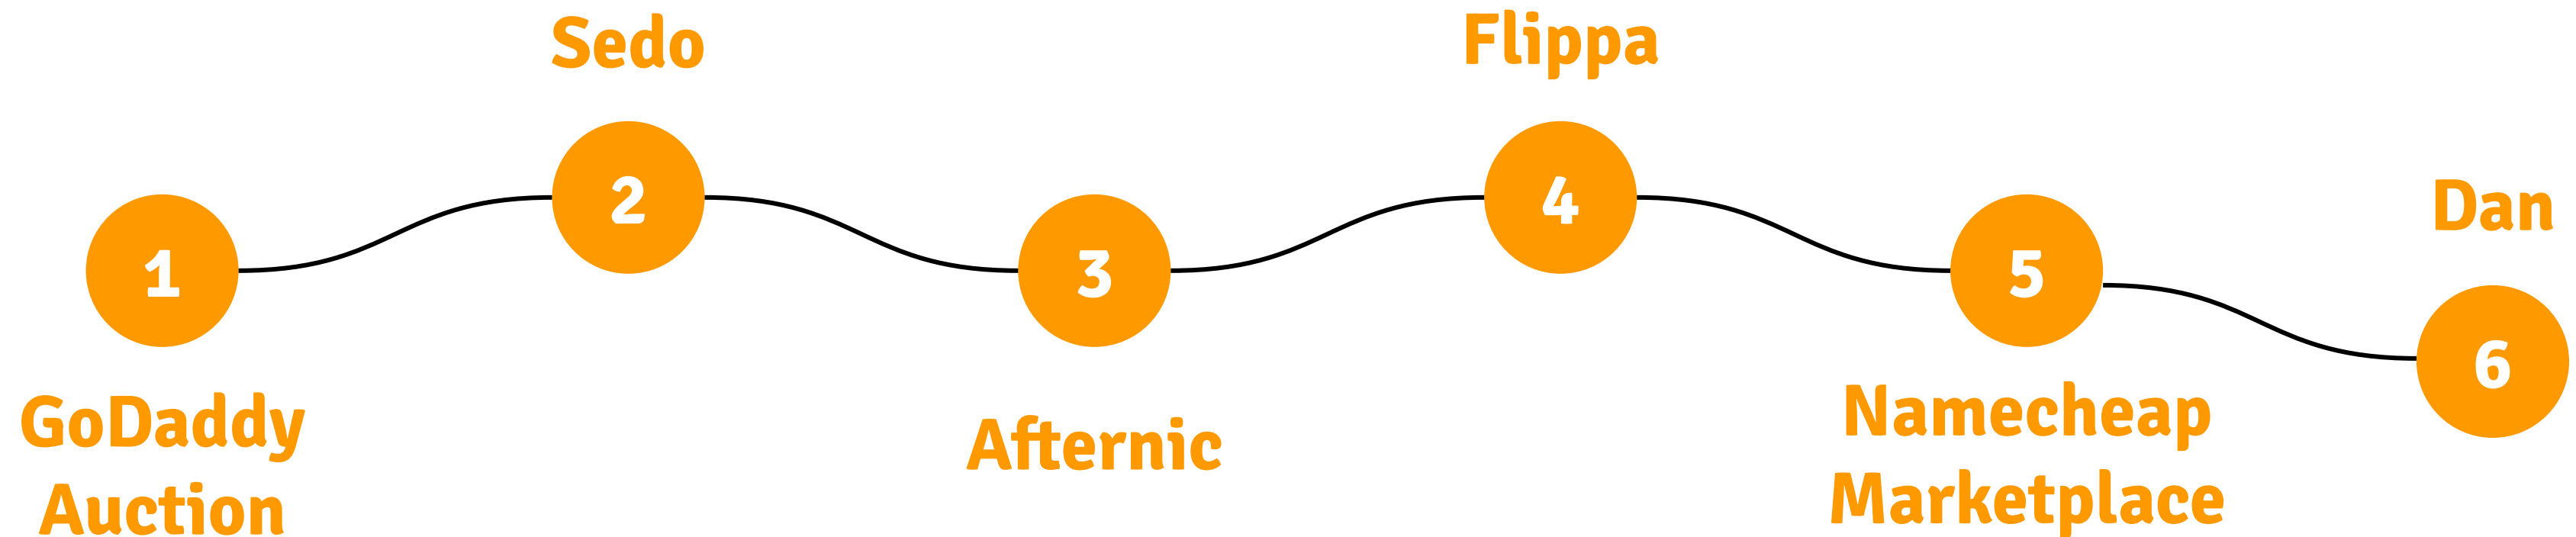 1
GoDaddy
Auction
2
Sedo
3
Afternic
4
Flippa
5
Namecheap
Marketplace
6
Dan